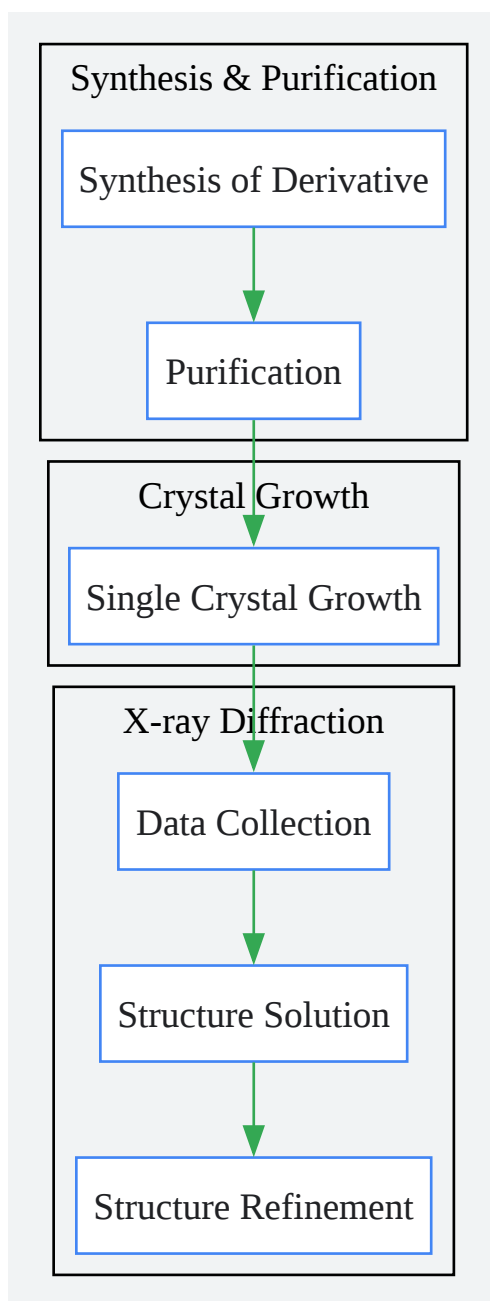 Synthesis & Purification
Synthesis of Derivative
Purification
Crystal Growth
Single Crystal Growth
X-ray Diffraction
Data Collection
Structure Solution
Structure Refinement